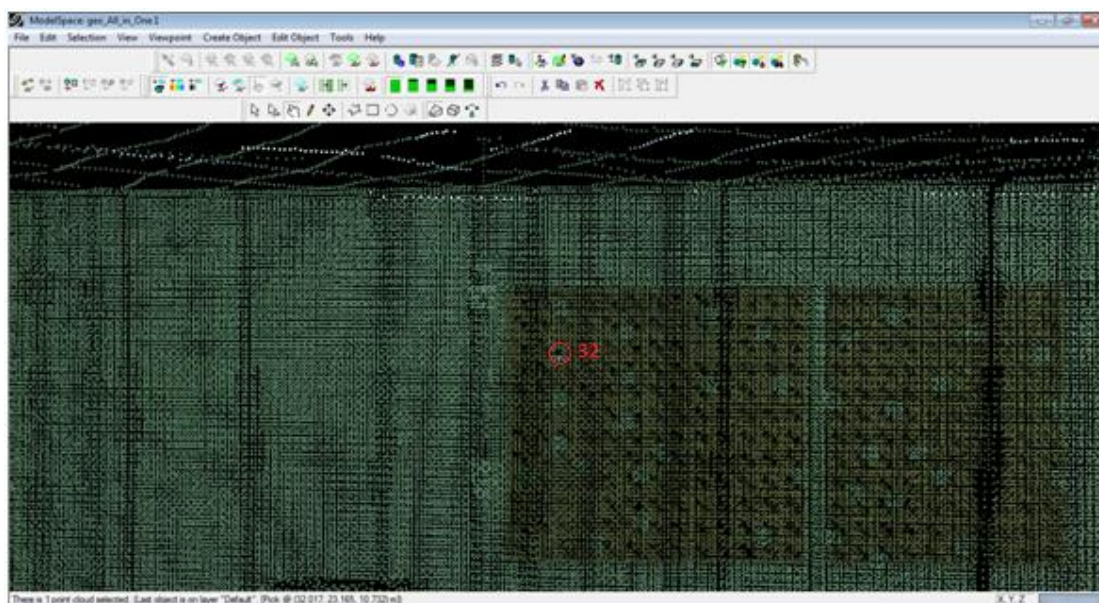 ModelSpace: geo_All_in_One1
File Edit Selection View Viewpoint Create Object Edit Object Tools Help
32
There is 1 point cloud selected. (Last object is on layer "Default". (Pick @ (32.017, 23.165, 10.732) m)
X, Y, Z